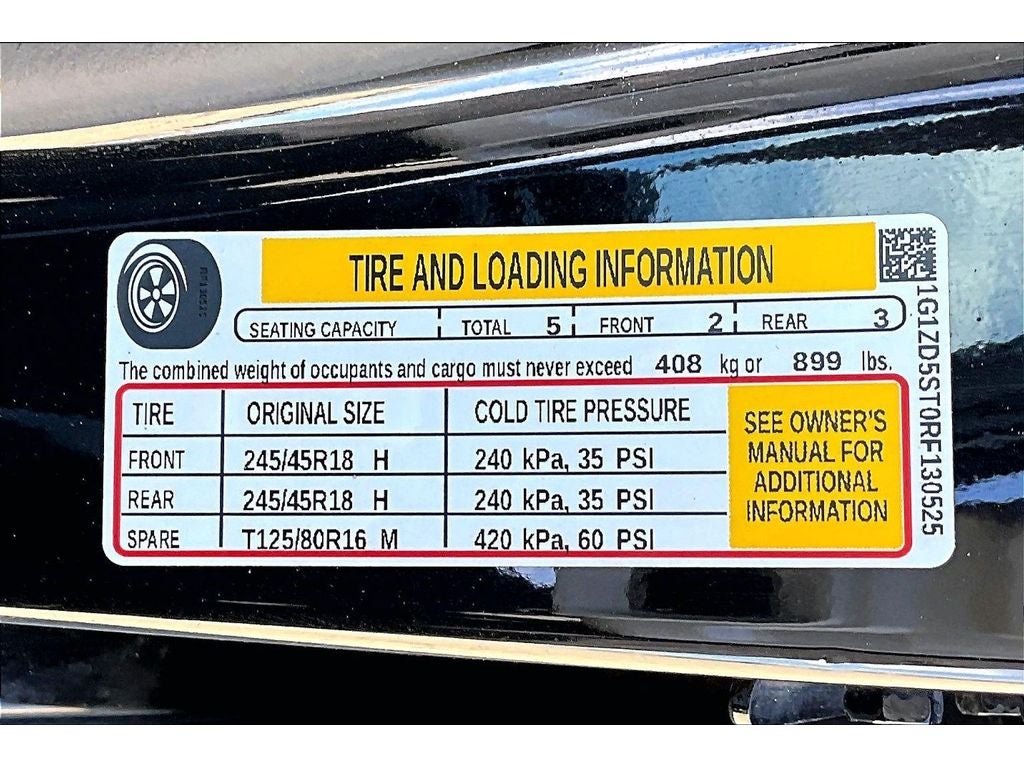 TIRE AND LOADING INFORMATION
SEATING CAPACITY TOTAL 5 FRONT 2 REAR 3
The combined weight of occupants and cargo must never exceed 408 kg or 899 lbs.
TIRE ORIGINAL SIZE COLD TIRE PRESSURE
FRONT 245/45R18 H 240 kPa, 35 PSI
REAR 245/45R18 H 240 kPa, 35 PSI
SPARE T125/80R16 M 420 kPa, 60 PSI
SEE OWNER'S
MANUAL FOR
ADDITIONAL
INFORMATION
1G1ZD5ST0RF130525